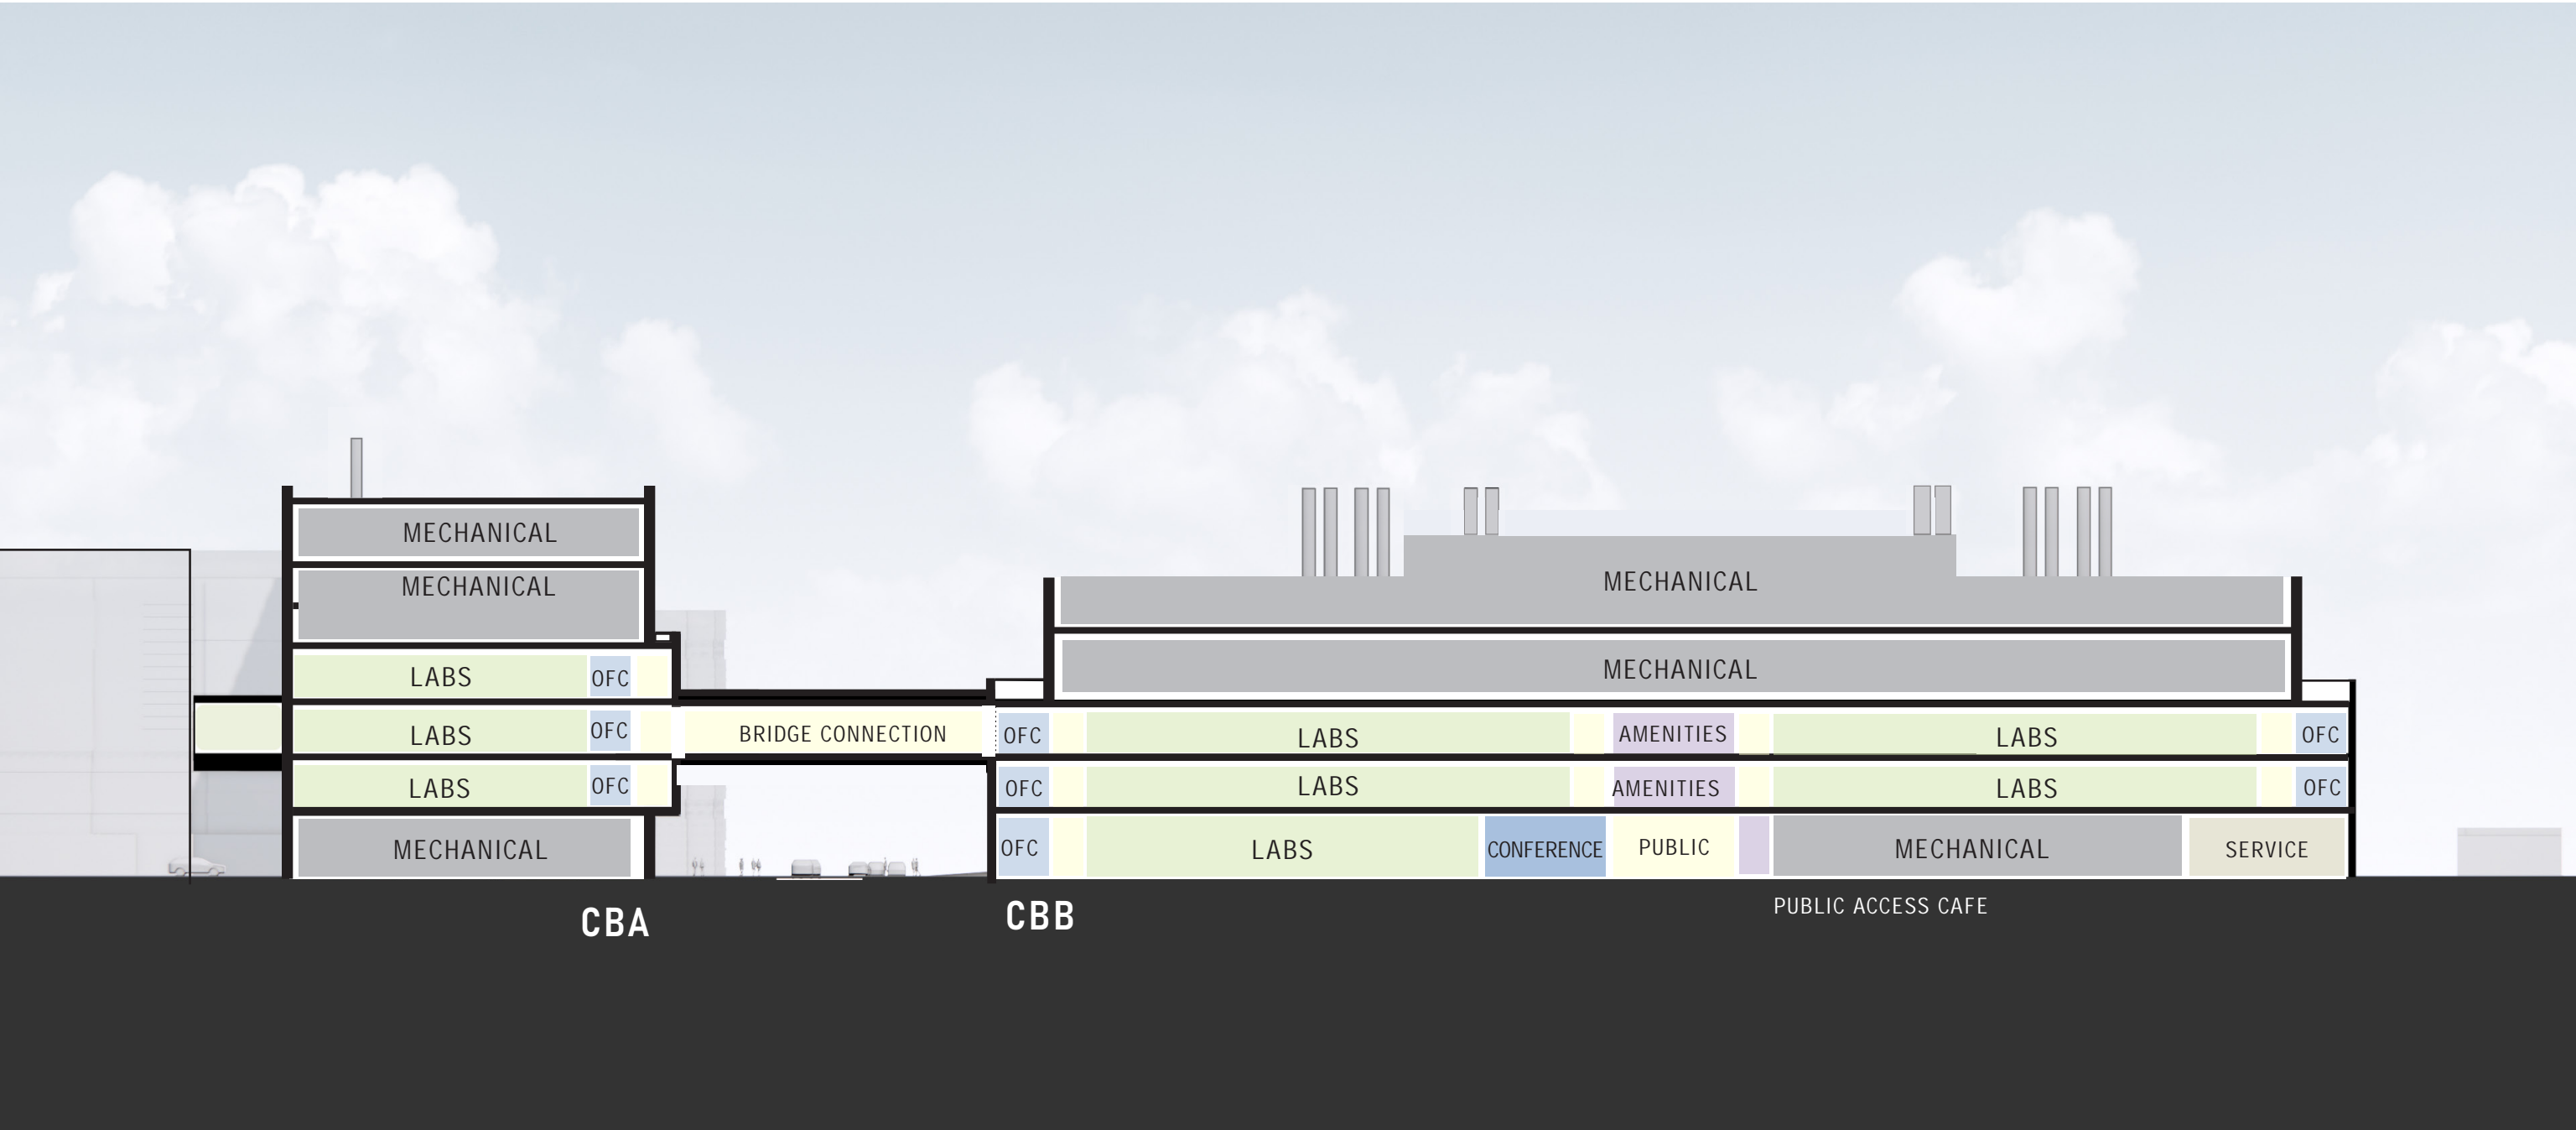 MECHANICAL
MECHANICAL
MECHANICAL
MECHANICAL
LABS OFC
LABS OFC BRIDGE CONNECTION OFC LABS AMENITIES LABS OFC
LABS OFC OFC LABS AMENITIES LABS OFC
MECHANICAL OFC LABS CONFERENCE PUBLIC MECHANICAL SERVICE
CBA CBB PUBLIC ACCESS CAFE